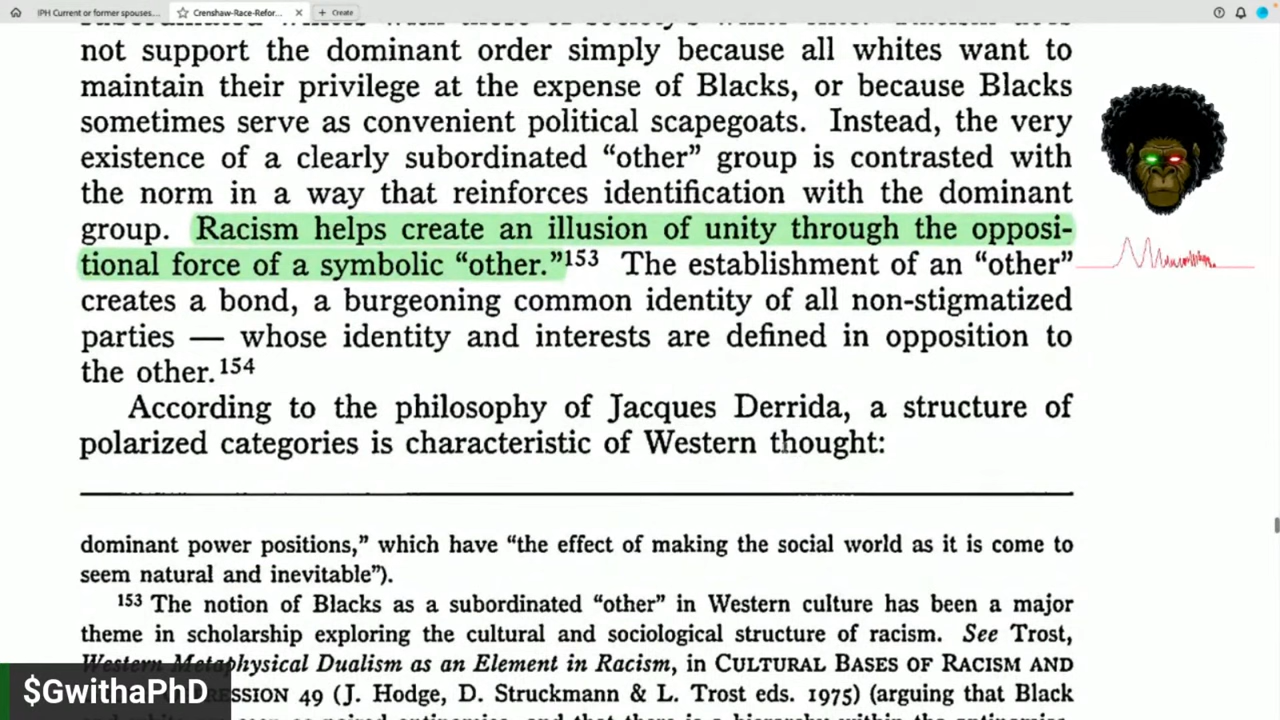 IPH Current or former spouses...
Crenshaw-Race-Refor...
Create
not support the dominant order simply because all whites want to
maintain their privilege at the expense of Blacks, or because Blacks
sometimes serve as convenient political scapegoats. Instead, the very
existence of a clearly subordinated “other” group is contrasted with
the norm in a way that reinforces identification with the dominant
group. Racism helps create an illusion of unity through the opposi-
tional force of a symbolic “other.”153 The establishment of an “other”
creates a bond, a burgeoning common identity of all non-stigmatized
parties — whose identity and interests are defined in opposition to
the other.154
According to the philosophy of Jacques Derrida, a structure of
polarized categories is characteristic of Western thought:
dominant power positions,” which have “the effect of making the social world as it is come to
seem natural and inevitable”).
153 The notion of Blacks as a subordinated “other” in Western culture has been a major
theme in scholarship exploring the cultural and sociological structure of racism. See Trost,
Western Metaphysical Dualism as an Element in Racism, in CULTURAL BASES OF RACISM AND
SSION 49 (J. Hodge, D. Struckmann & L. Trost eds. 1975) (arguing that Black
$GwithaPhD